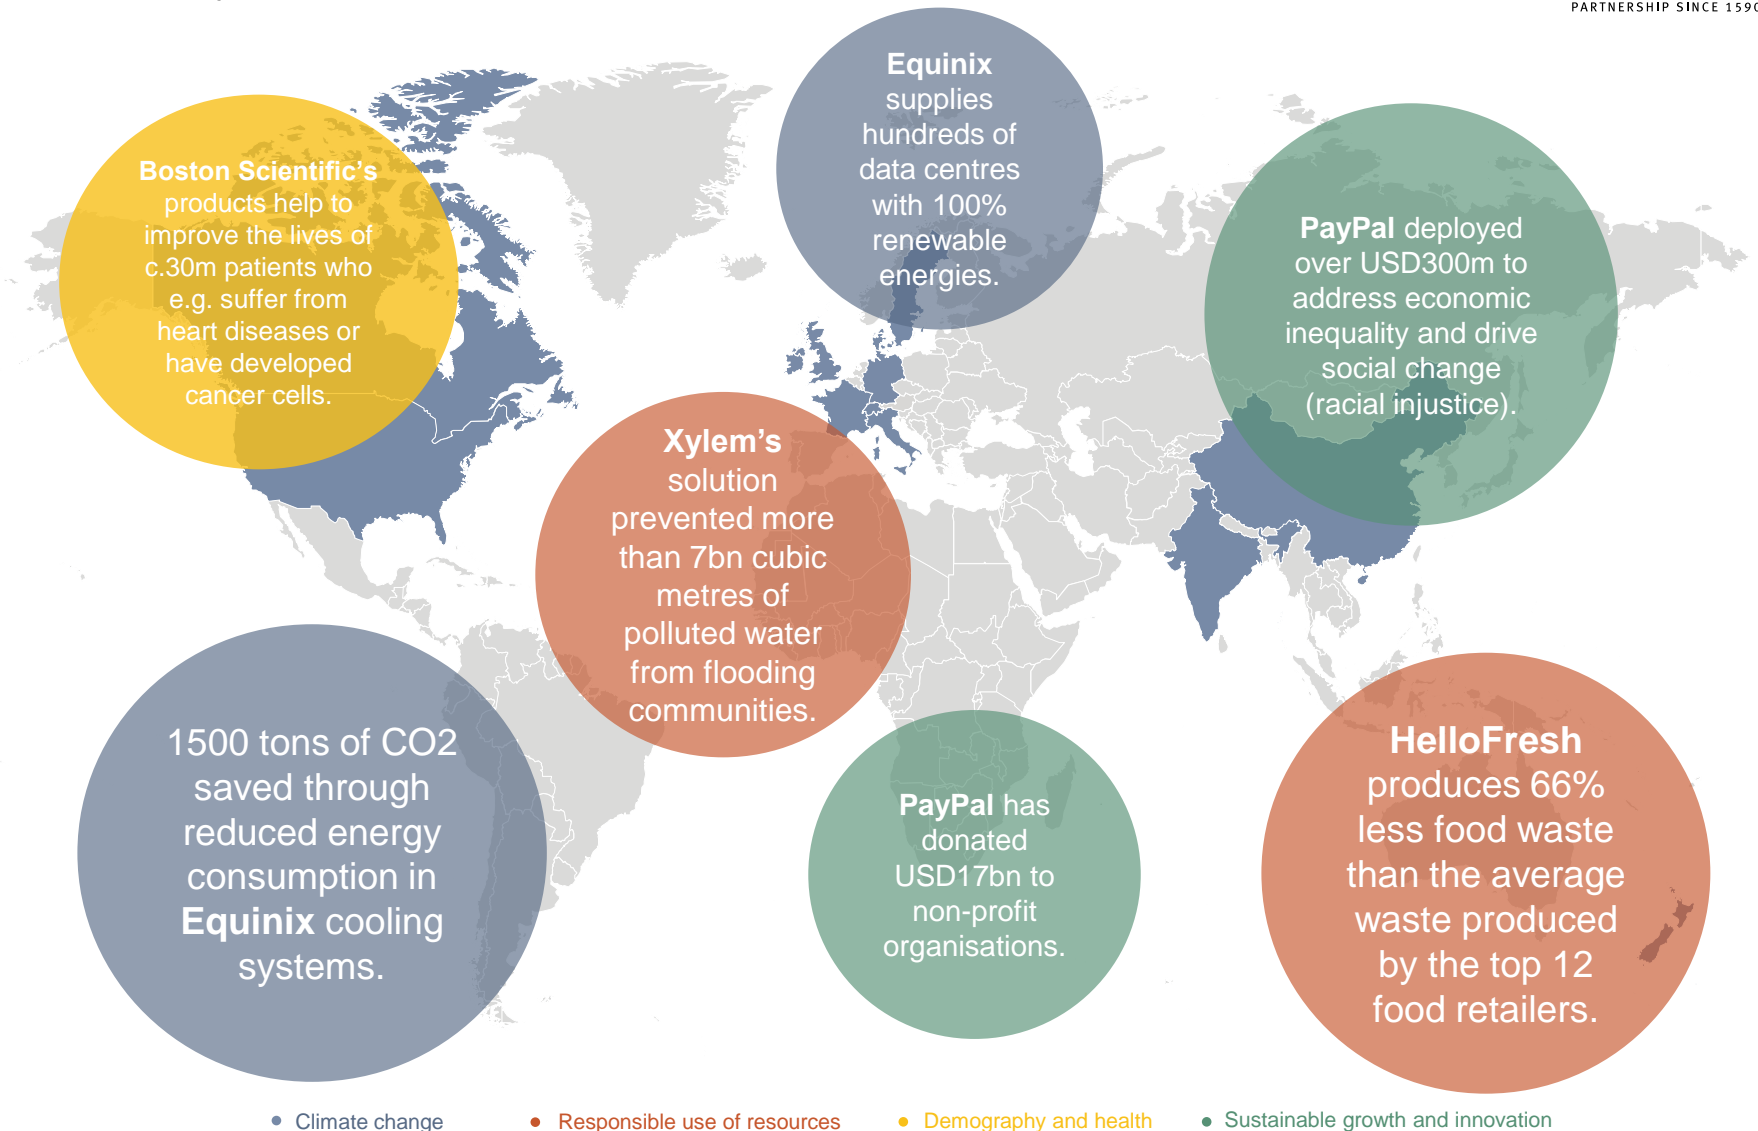 PARTNERSHIP SINCE 1590
Equinix
supplies
hundreds of
data centres
with 100%
renewable
energies.
Boston Scientific's
products help to
improve the lives of
c.30m patients who
e.g. suffer from
heart diseases or
have developed
cancer cells.
PayPal deployed
over USD300m to
address economic
inequality and drive
social change
(racial injustice).
Xylem's
solution
prevented more
than 7bn cubic
metres of
polluted water
from flooding
communities.
1500 tons of CO2
saved through
reduced energy
consumption in
Equinix cooling
systems.
PayPal has
donated
USD17bn to
non-profit
organisations.
HelloFresh
produces 66%
less food waste
than the average
waste produced
by the top 12
food retailers.
• Climate change
• Responsible use of resources
• Demography and health
• Sustainable growth and innovation